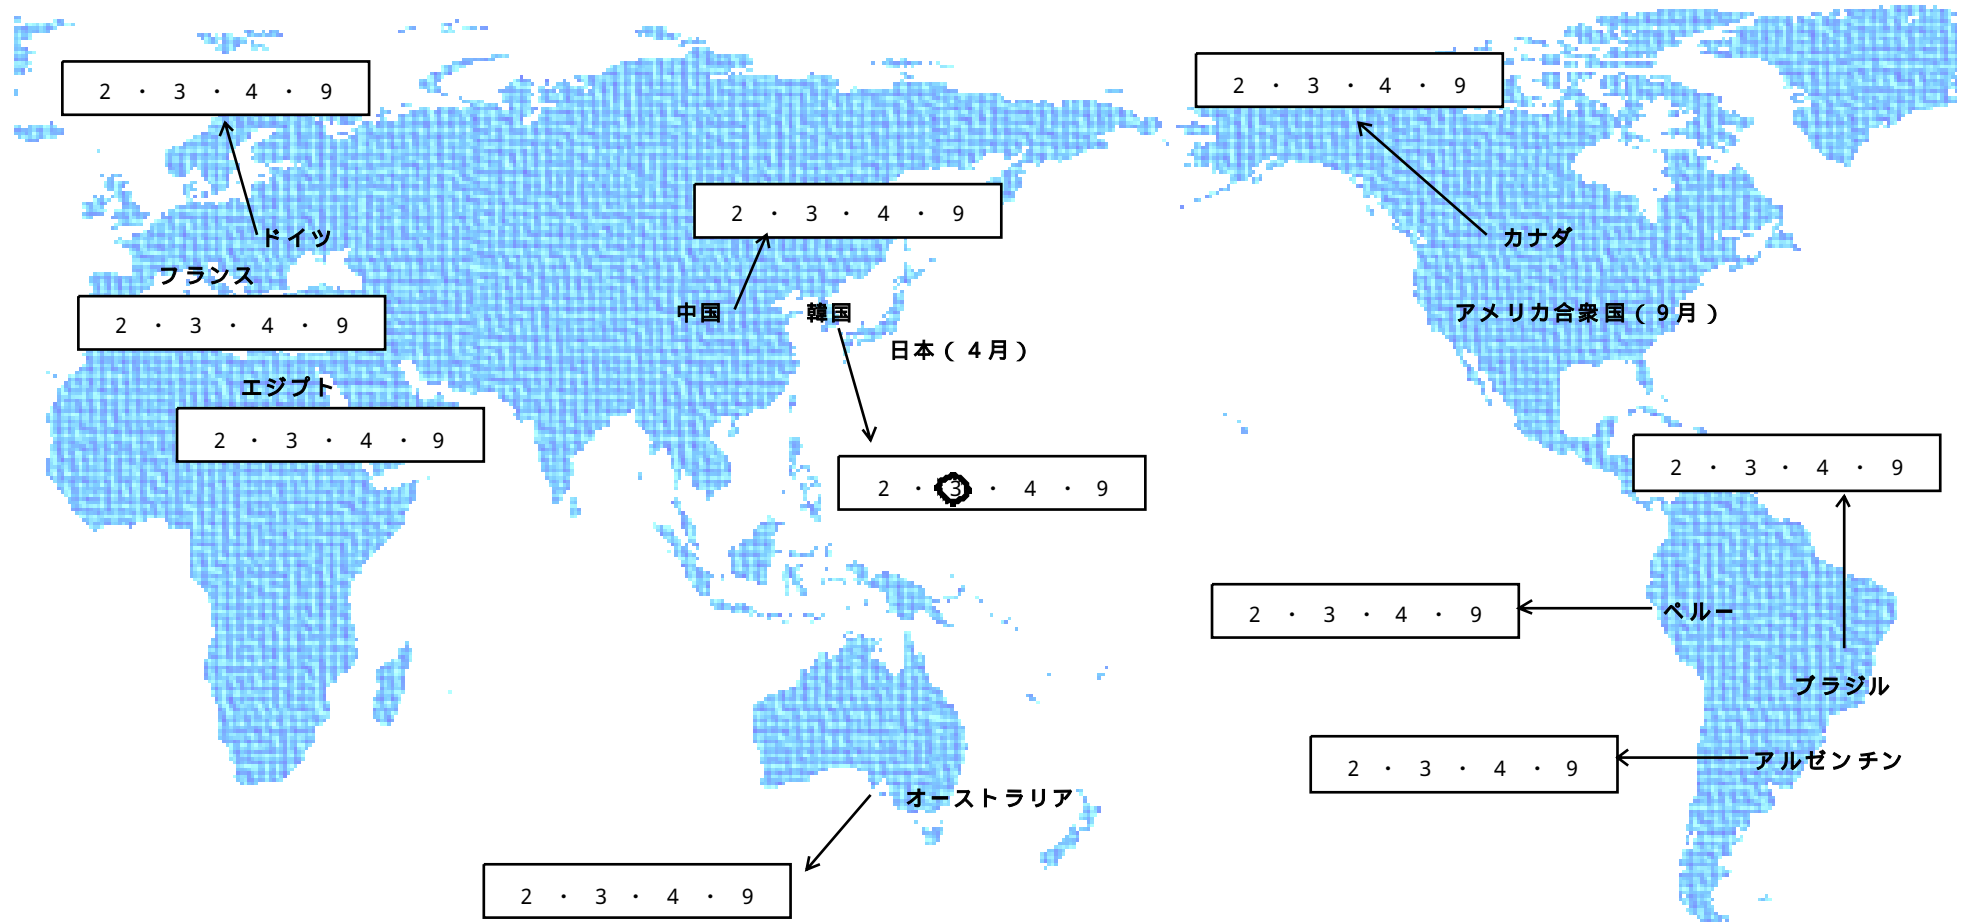 2 ・ 3 ・ 4 ・ 9
2 ・ 3 ・ 4 ・ 9
2 ・ 3 ・ 4 ・ 9
ドイツ
カナダ
フランス
2 ・ 3 ・ 4 ・ 9
中国
韓国
アメリカ合衆国（9月）
日本（4月）
エジプト
2 ・ 3 ・ 4 ・ 9
2 ・ 3 ・ 4 ・ 9
2 ・ 3 ・ 4 ・ 9
2 ・ 3 ・ 4 ・ 9
ペルー
ブラジル
2 ・ 3 ・ 4 ・ 9
アルゼンチン
オーストラリア
2 ・ 3 ・ 4 ・ 9